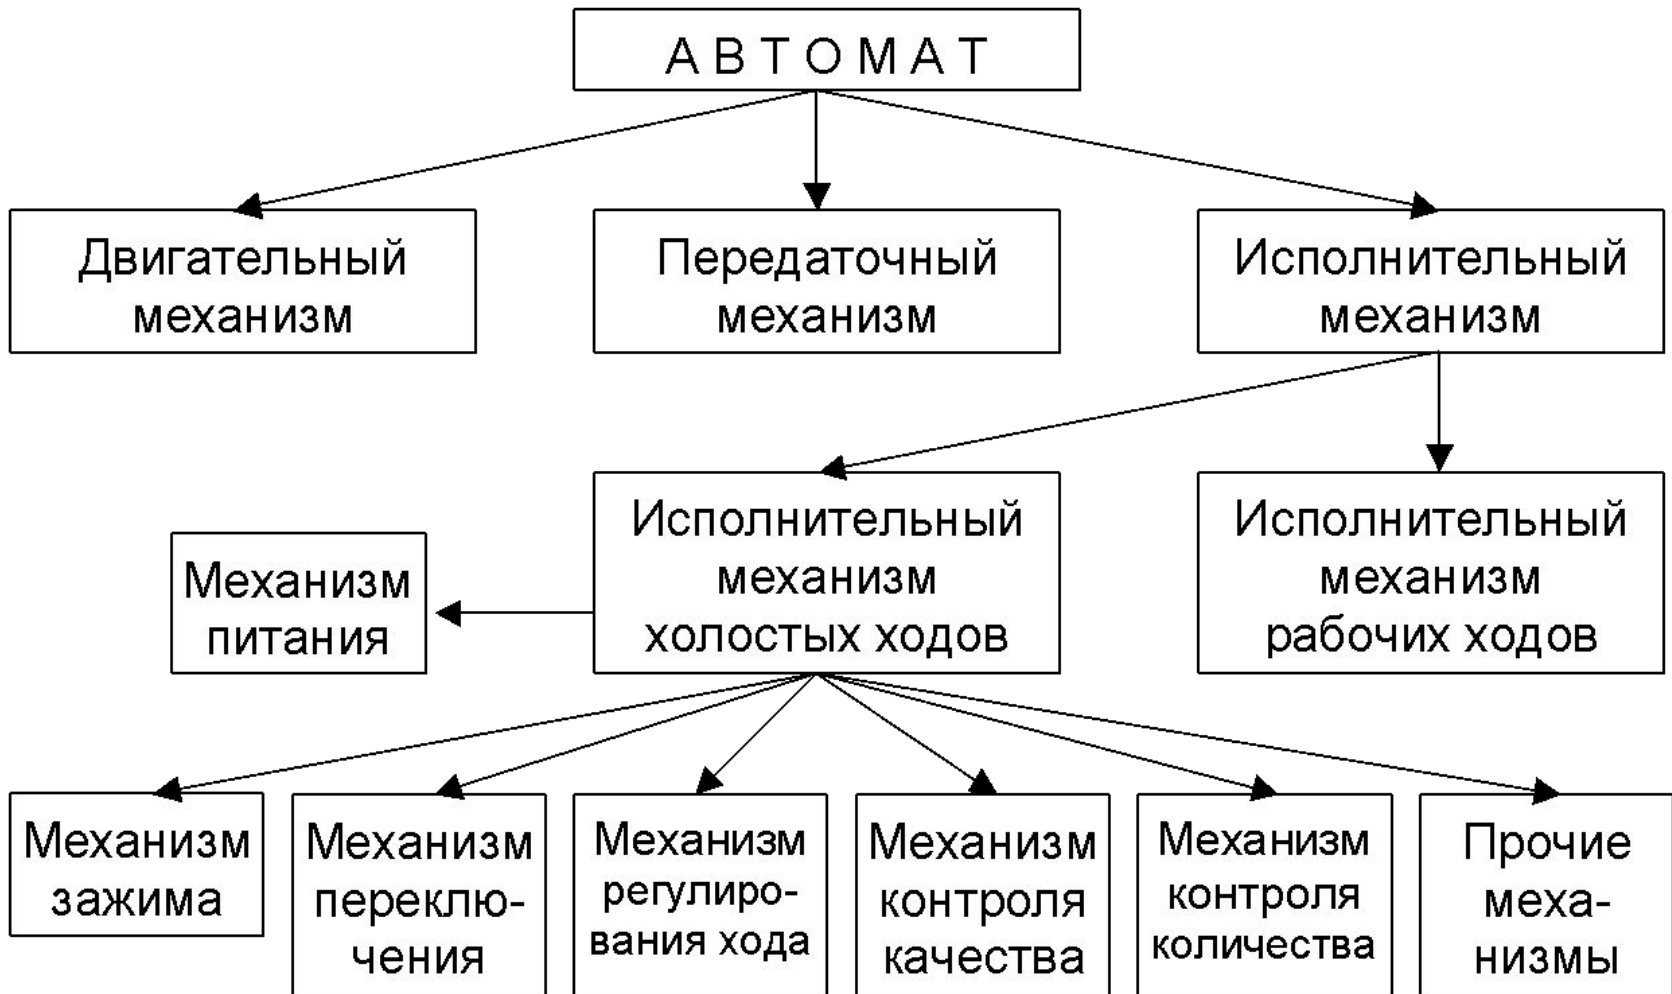 АВТОМАТ
Двигательный
механизм
Передаточный
механизм
Исполнительный
механизм
Механизм
питания
Исполнительный
механизм
холостых ходов
Исполнительный
механизм
рабочих ходов
Механизм
зажима
Механизм
переклю-
чения
Механизм
регулиро-
вания хода
Механизм
контроля
качества
Механизм
контроля
количества
Прочие
меха-
низмы